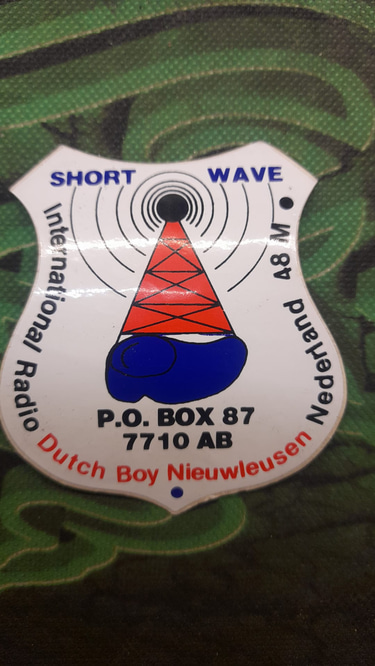 SHORT WAVE
International Radio Dutch Boy Nieuwleusen Nederland 48 M
P.O. BOX 87
7710 AB